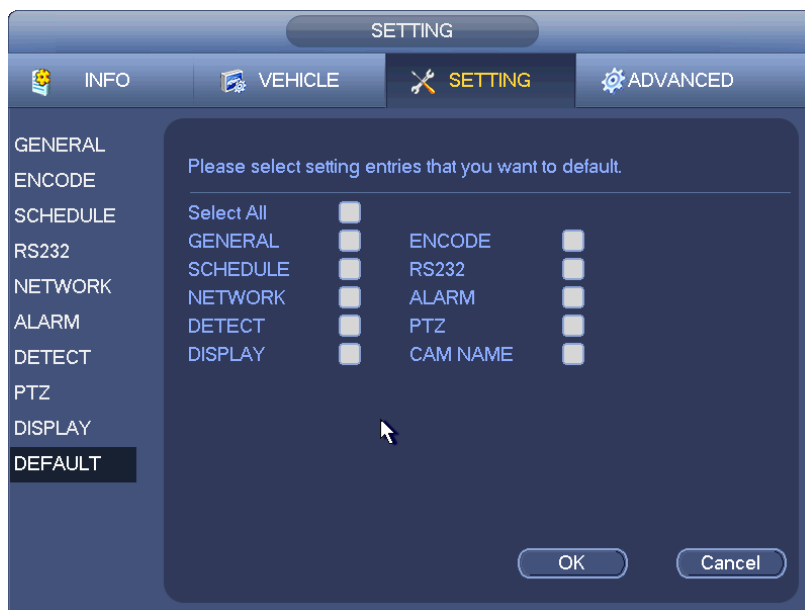 SETTING
INFO VEHICLE SETTING ADVANCED
GENERAL
ENCODE
SCHEDULE
RS232
NETWORK
ALARM
DETECT
PTZ
DISPLAY
DEFAULT
Please select setting entries that you want to default.
Select All
GENERAL ENCODE
SCHEDULE RS232
NETWORK ALARM
DETECT PTZ
DISPLAY CAM NAME
OK Cancel